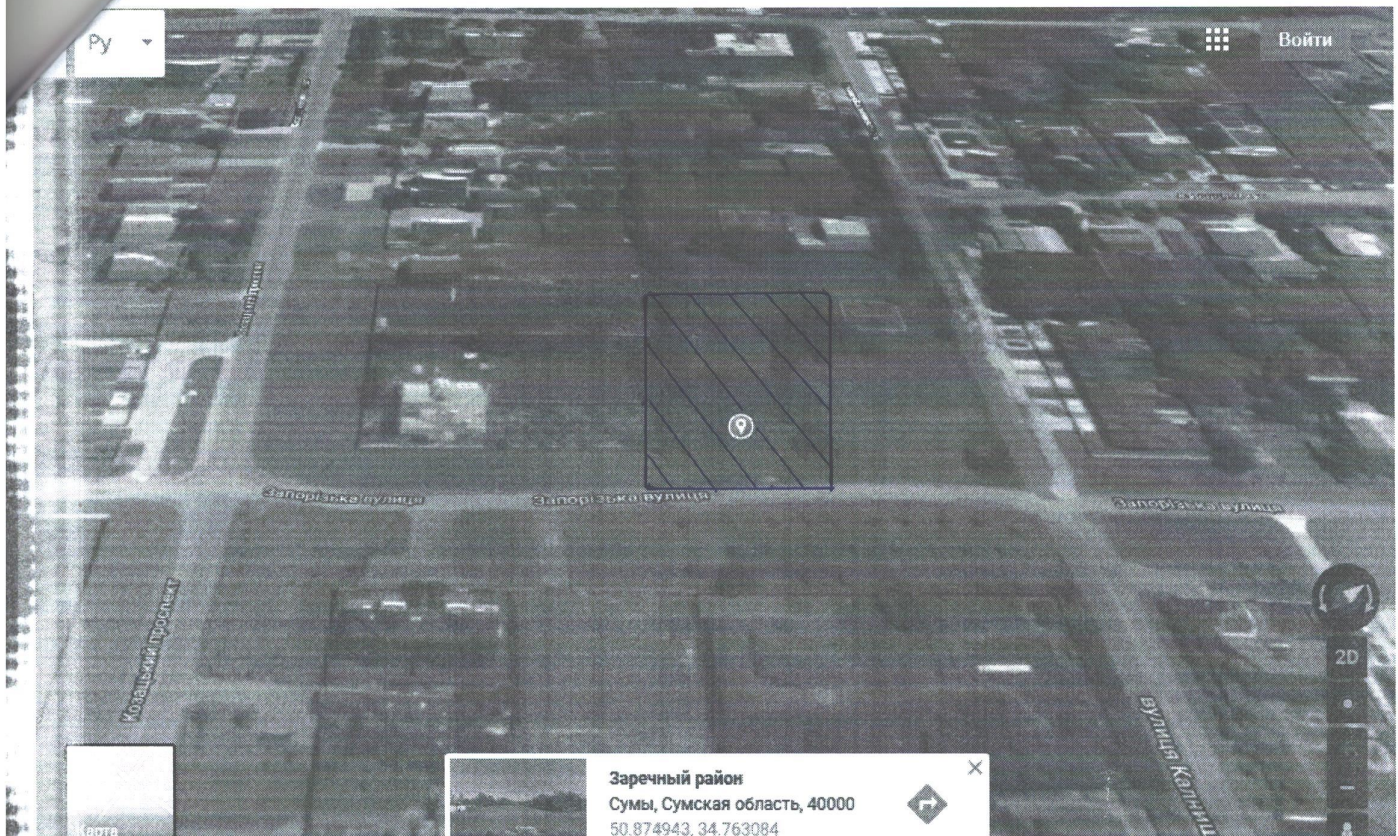 Ру
Войти
Запорізька вулиця
Запорізька вулиця
Запорізька вулиця
Козацький проспект
2D
вулиця Калниш
Заречный район
Сумы, Сумская область, 40000
50.874943, 34.763084
Карта